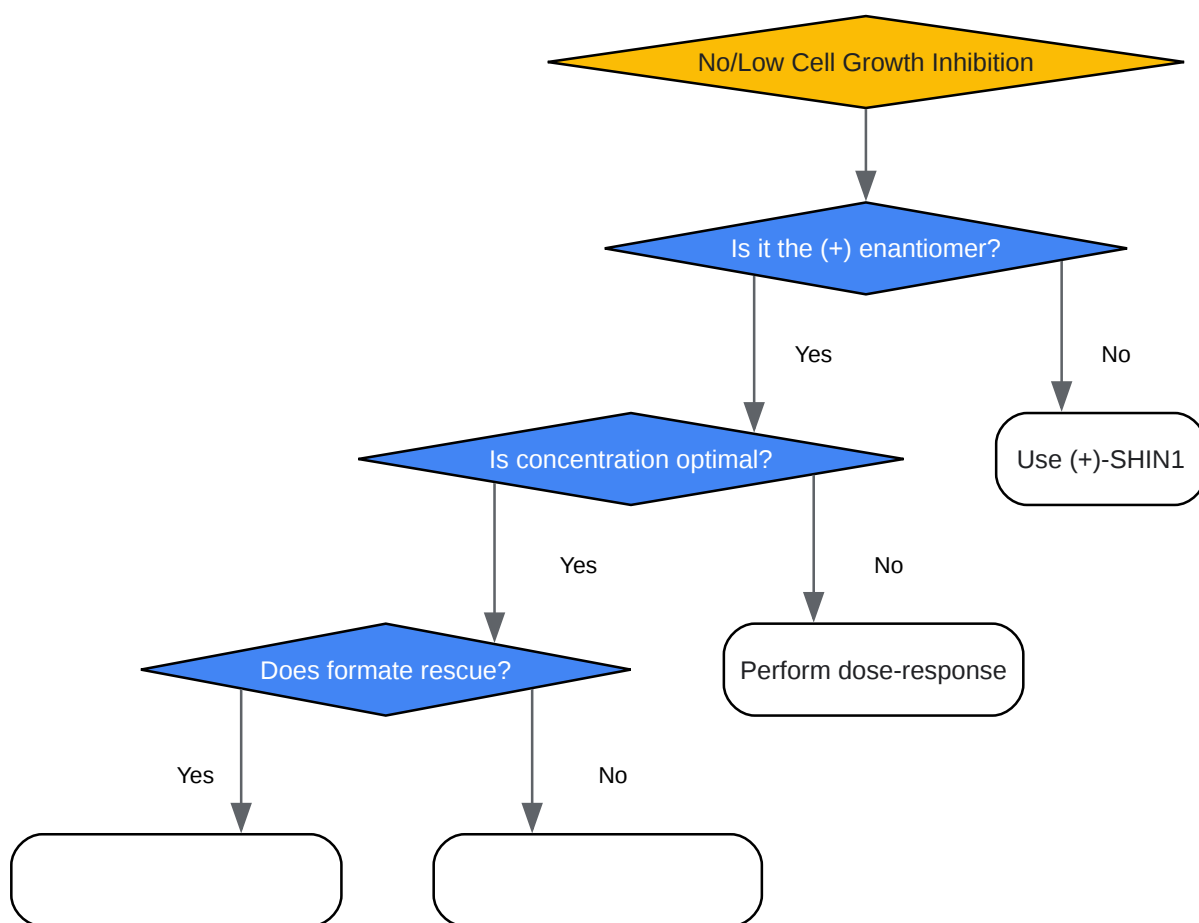 No/Low Cell Growth Inhibition
Is it the (+) enantiomer?
Yes
No
Is concentration optimal?
Use (+)-SHIN1
Yes
No
Does formate rescue?
Perform dose-response
Yes
No